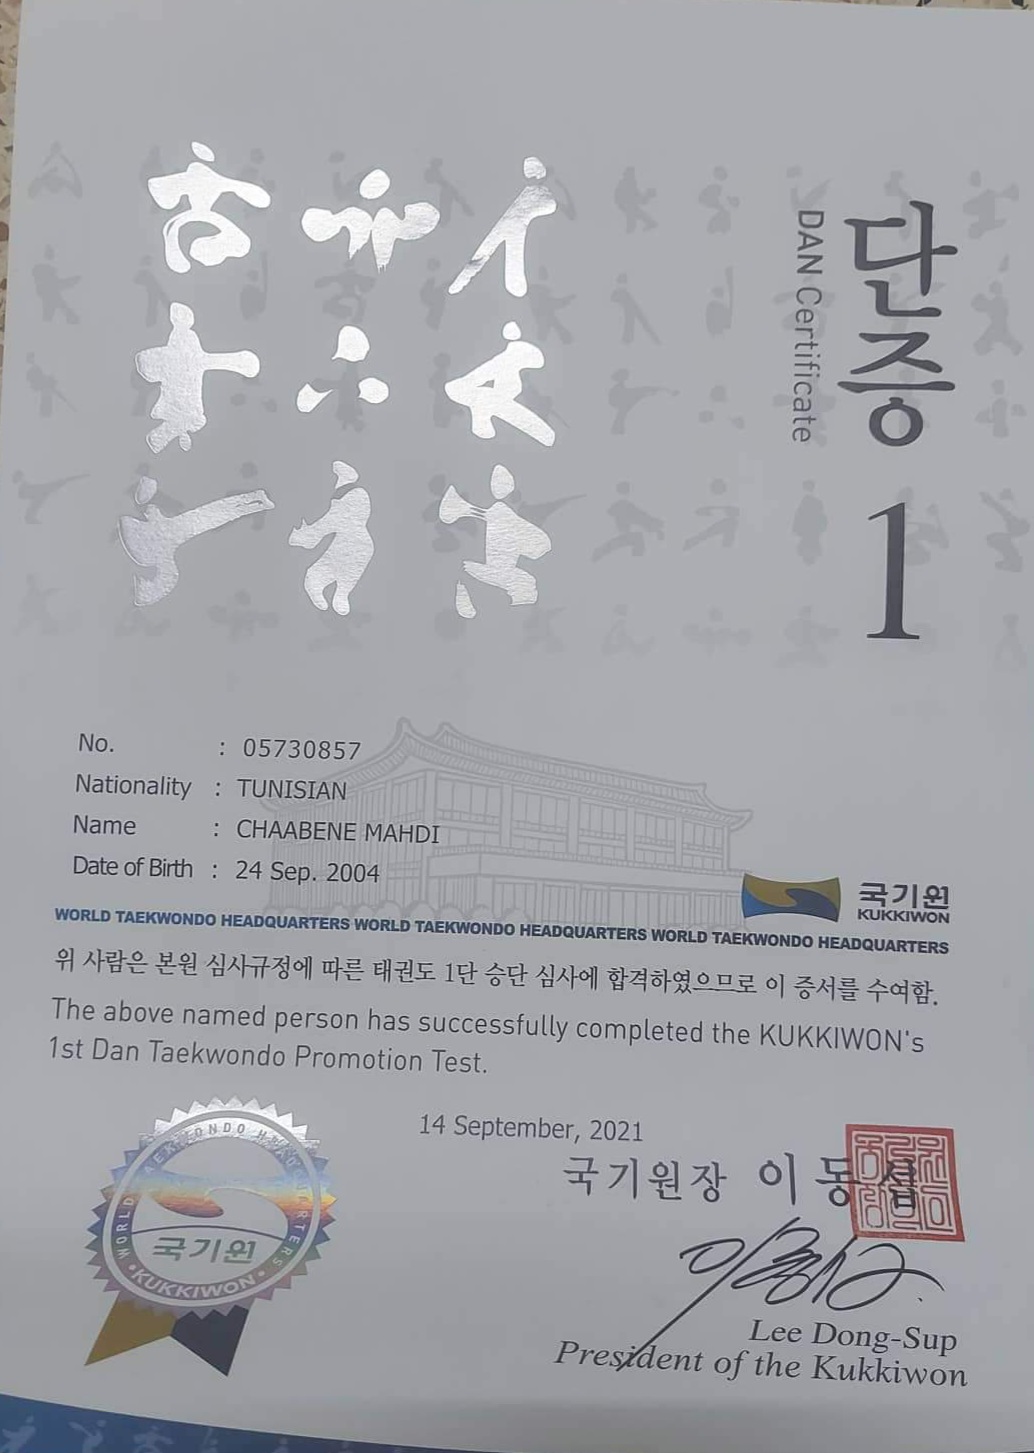 단증 1
DAN Certificate
No. : 05730857
Nationality : TUNISIAN
Name : CHAABENE MAHDI
Date of Birth : 24 Sep. 2004
국기원
KUKKIWON
WORLD TAEKWONDO HEADQUARTERS WORLD TAEKWONDO HEADQUARTERS WORLD TAEKWONDO HEADQUARTERS
위 사람은 본원 심사규정에 따른 태권도 1단 승단 심사에 합격하였으므로 이 증서를 수여함.
The above named person has successfully completed the KUKKIWON's
1st Dan Taekwondo Promotion Test.
14 September, 2021
국기원장 이동섭
Lee Dong-Sup
President of the Kukkiwon
WORLD TAEKWONDO HEADQUARTERS
국기원
•KUKKIWON•